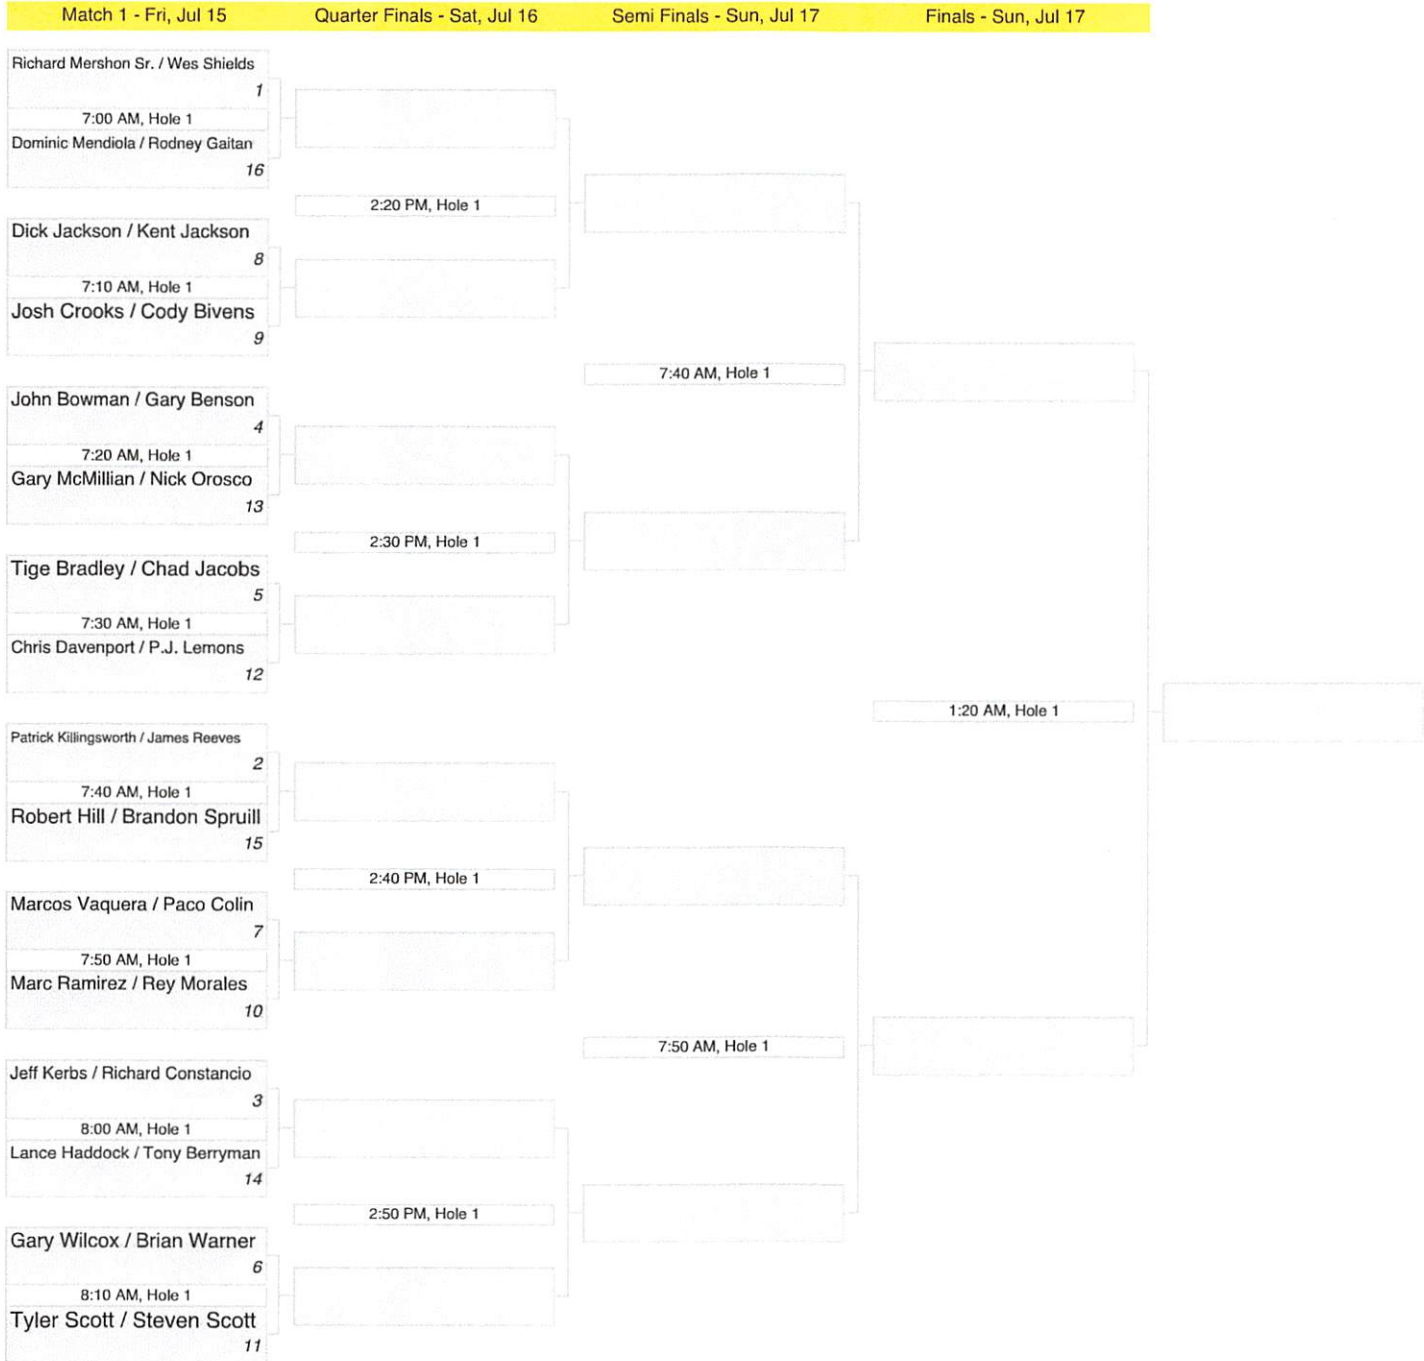 Match 1 - Fri, Jul 15
Quarter Finals - Sat, Jul 16
Semi Finals - Sun, Jul 17
Finals - Sun, Jul 17
Richard Mershon Sr. / Wes Shields
1
7:00 AM, Hole 1
Dominic Mendiola / Rodney Gaitan
16
Dick Jackson / Kent Jackson
8
7:10 AM, Hole 1
Josh Crooks / Cody Bivens
9
John Bowman / Gary Benson
4
7:20 AM, Hole 1
Gary McMillian / Nick Orosco
13
Tige Bradley / Chad Jacobs
5
7:30 AM, Hole 1
Chris Davenport / P.J. Lemons
12
Patrick Killingsworth / James Reeves
2
7:40 AM, Hole 1
Robert Hill / Brandon Spruill
15
Marcos Vaquera / Paco Colin
7
7:50 AM, Hole 1
Marc Ramirez / Rey Morales
10
Jeff Kerbs / Richard Constancio
3
8:00 AM, Hole 1
Lance Haddock / Tony Berryman
14
Gary Wilcox / Brian Warner
6
8:10 AM, Hole 1
Tyler Scott / Steven Scott
11
2:20 PM, Hole 1
2:30 PM, Hole 1
2:40 PM, Hole 1
2:50 PM, Hole 1
7:40 AM, Hole 1
7:50 AM, Hole 1
1:20 AM, Hole 1